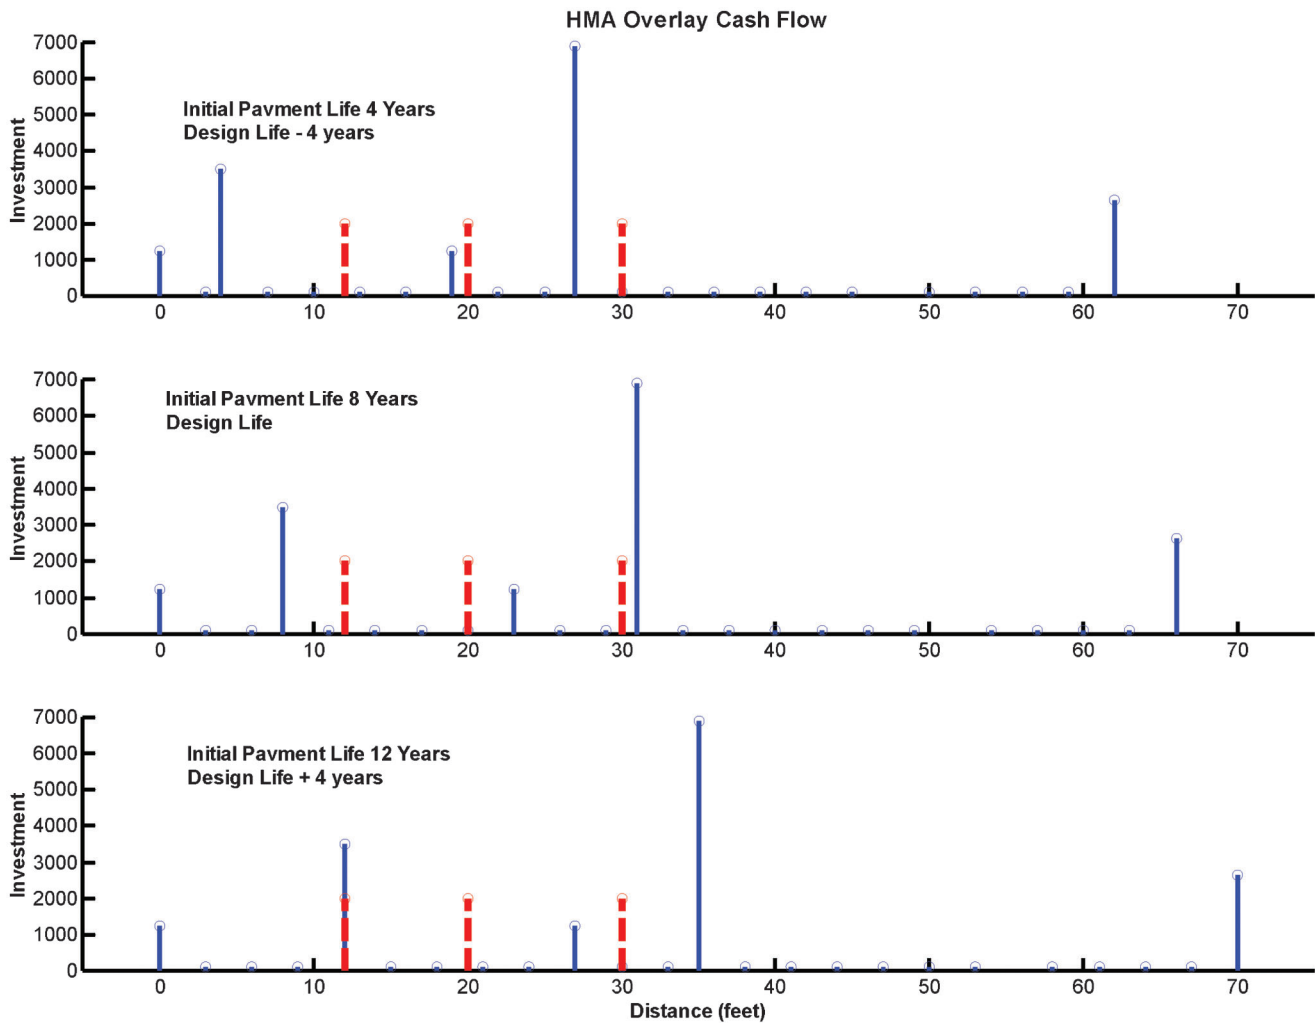 HMA Overlay Cash Flow
7000
6000
5000
4000
3000
2000
1000
0
Investment
Initial Pavment Life 4 Years
Design Life - 4 years
0 10 20 30 40 50 60 70
7000
6000
5000
4000
3000
2000
1000
0
Investment
Initial Pavment Life 8 Years
Design Life
0 10 20 30 40 50 60 70
7000
6000
5000
4000
3000
2000
1000
0
Investment
Initial Pavment Life 12 Years
Design Life + 4 years
0 10 20 30 40 50 60 70
Distance (feet)